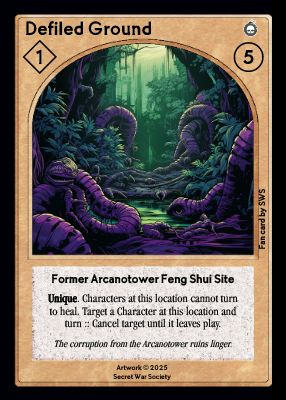 Defiled Ground
1
5
Fan card by SWS
Former Arcanotower Feng Shui Site
Unique. Characters at this location cannot turn
to heal. Target a Character at this location and
turn :: Cancel target until it leaves play.
The corruption from the Arcanotower ruins linger.
Artwork © 2025
Secret War Society